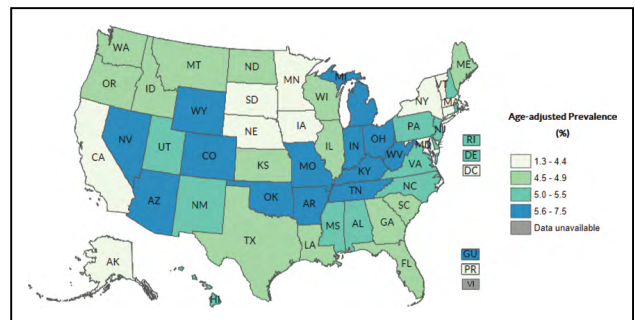 WA
MT
ND
MN
ME
OR
ID
SD
WI
MI
VT
NY
MA
WY
IA
NE
PA
NJ
NV
UT
CO
KS
IL
IN
OH
MD
WV
VA
CA
MO
KY
NC
AZ
NM
OK
AR
TN
SC
TX
LA
MS
AL
GA
FL
AK
HI
RI
DE
DC
GU
PR
VI
Age-adjusted Prevalence
(%)
1.3 - 4.4
4.5 - 4.9
5.0 - 5.5
5.6 - 7.5
Data unavailable